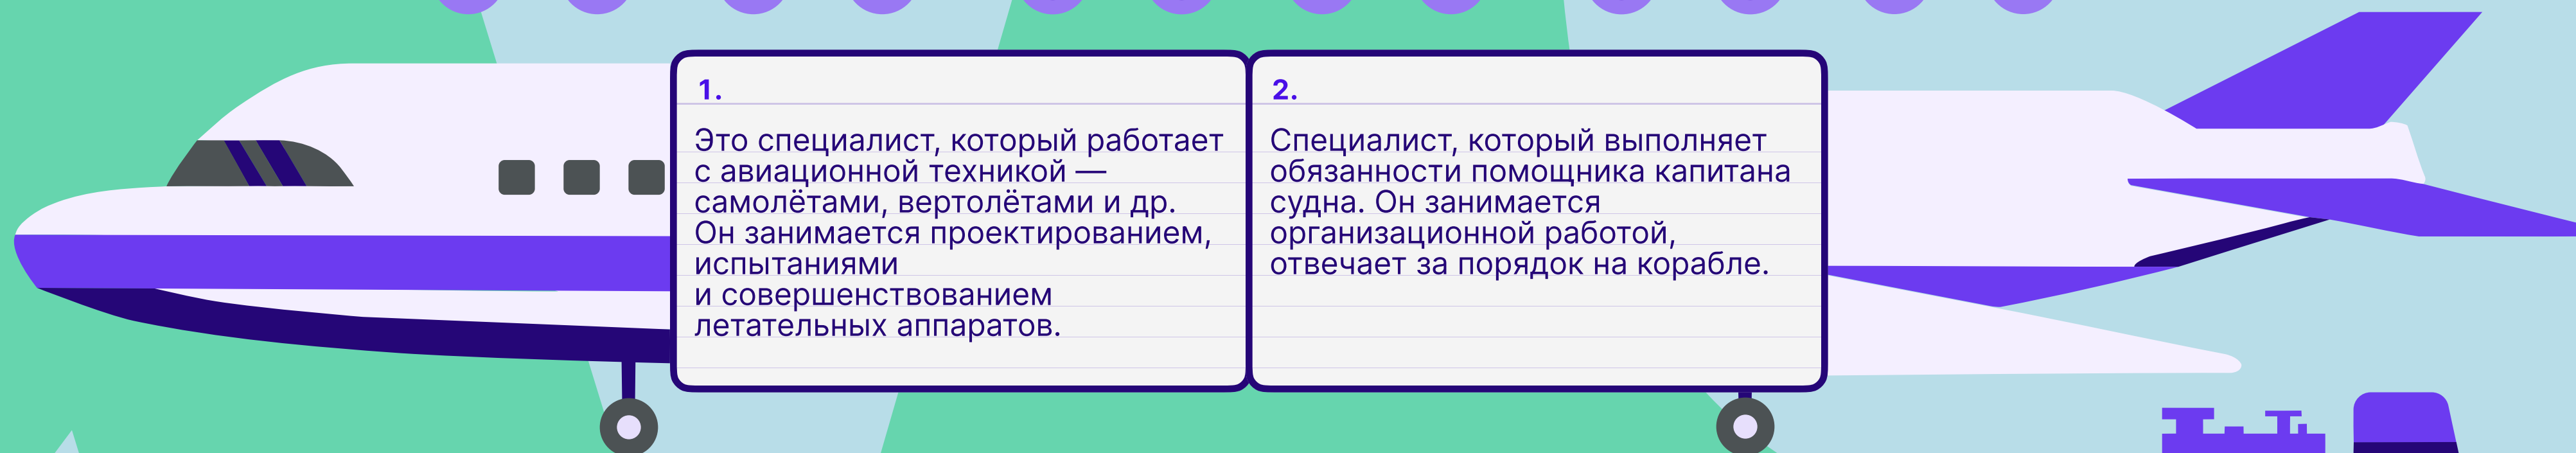 1.
Это специалист, который работает
с авиационной техникой —
самолётами, вертолётами и др.
Он занимается проектированием,
испытаниями
и совершенствованием
летательных аппаратов.
2.
Специалист, который выполняет
обязанности помощника капитана
судна. Он занимается
организационной работой,
отвечает за порядок на корабле.